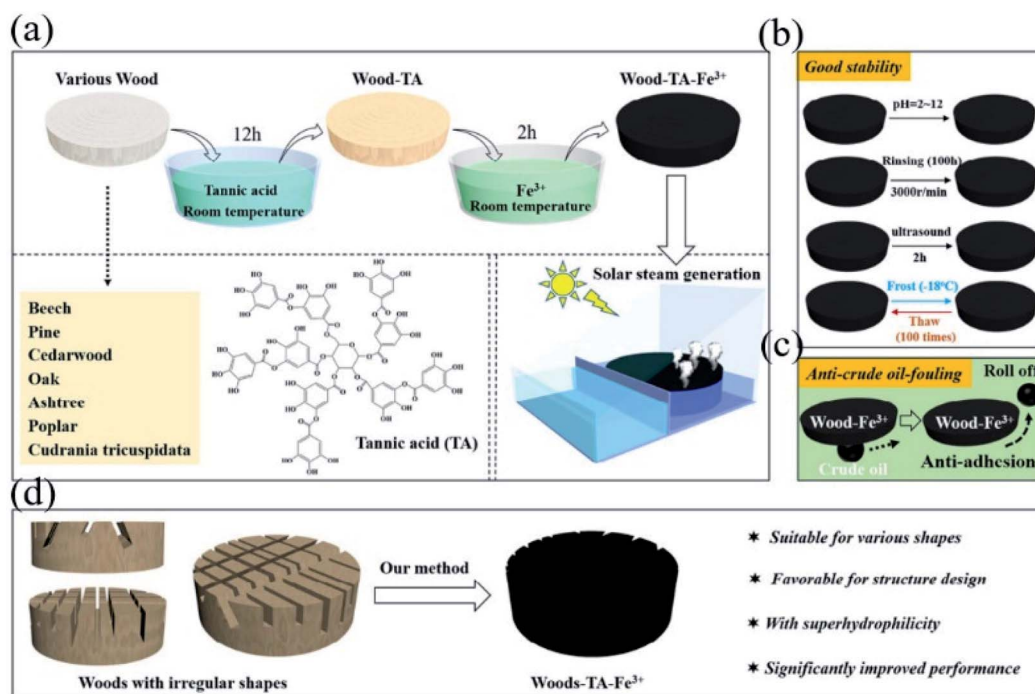 (a)
Various Wood
Wood-TA
Wood-TA-Fe³⁺
12h
2h
Tannic acid
Room temperature
Fe³⁺
Room temperature
Beech
Pine
Cedarwood
Oak
Ashtree
Poplar
Cudrania tricuspidata
Tannic acid (TA)
Solar steam generation
(b)
Good stability
pH=2~12
Rinsing (100h)
3000r/min
ultrasound
2h
Frost (-18°C)
Thaw
(100 times)
(c)
Anti-crude oil-fouling
Roll off
Wood-Fe³⁺
Wood-Fe³⁺
Crude oil
Anti-adhesion
(d)
Woods with irregular shapes
Our method
Woods-TA-Fe³⁺
✶ Suitable for various shapes
✶ Favorable for structure design
✶ With superhydrophilicity
✶ Significantly improved performance